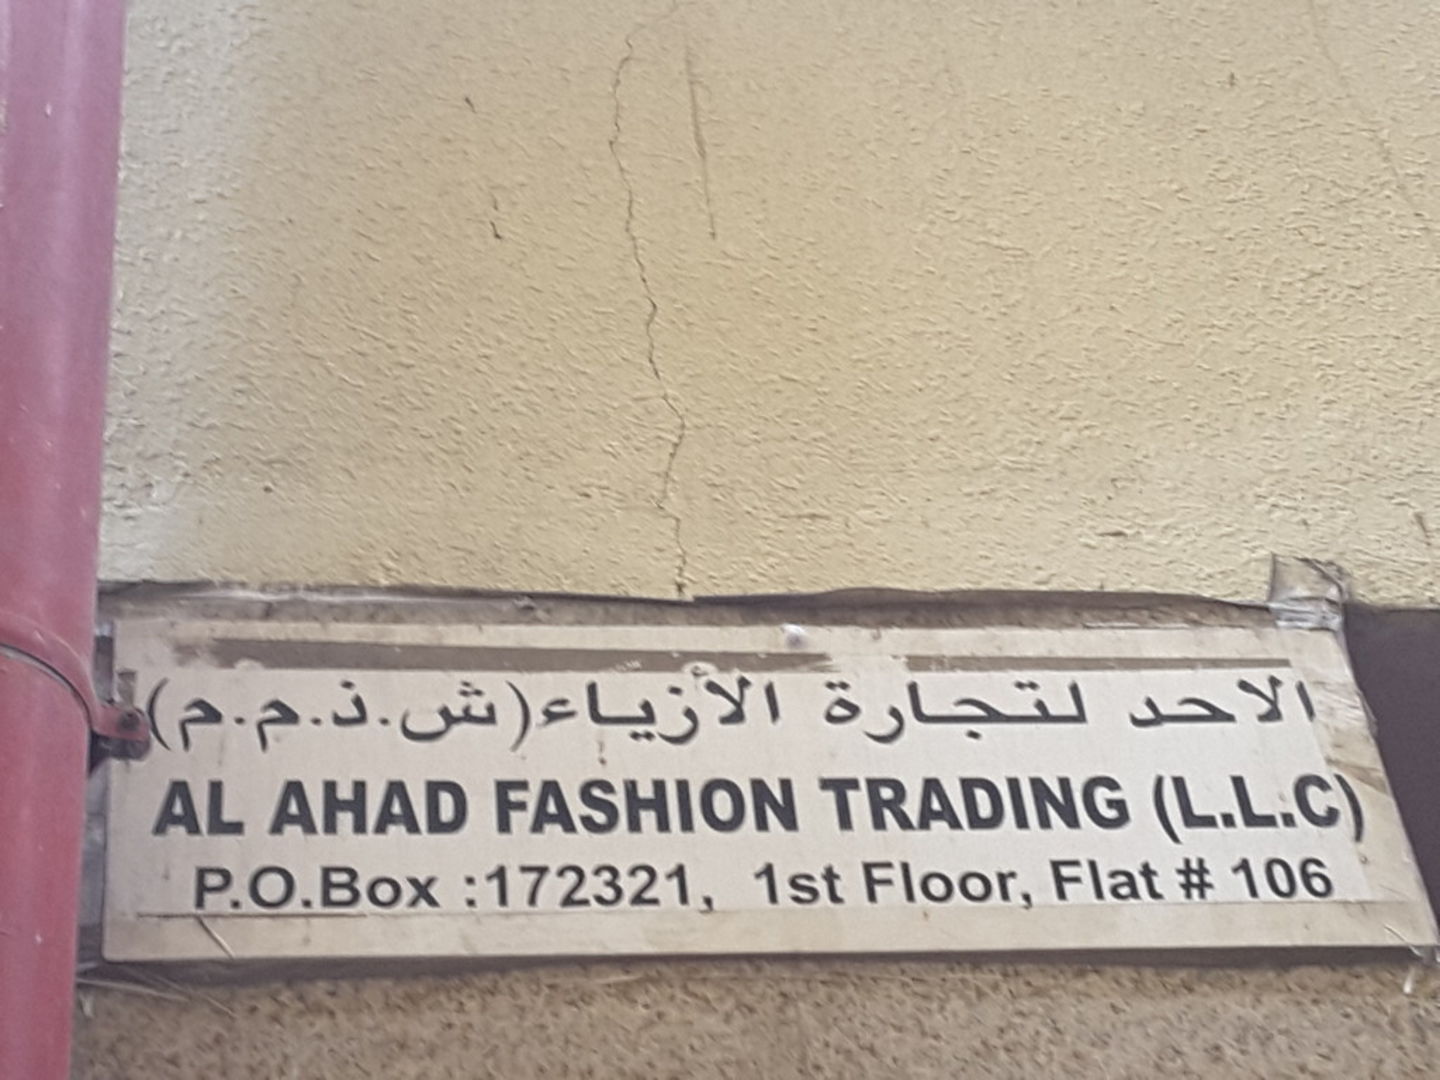 الاحد لتجارة الأزياء(ش.ذ.م.م)
AL AHAD FASHION TRADING (L.L.C)
P.O.Box :172321, 1st Floor, Flat # 106